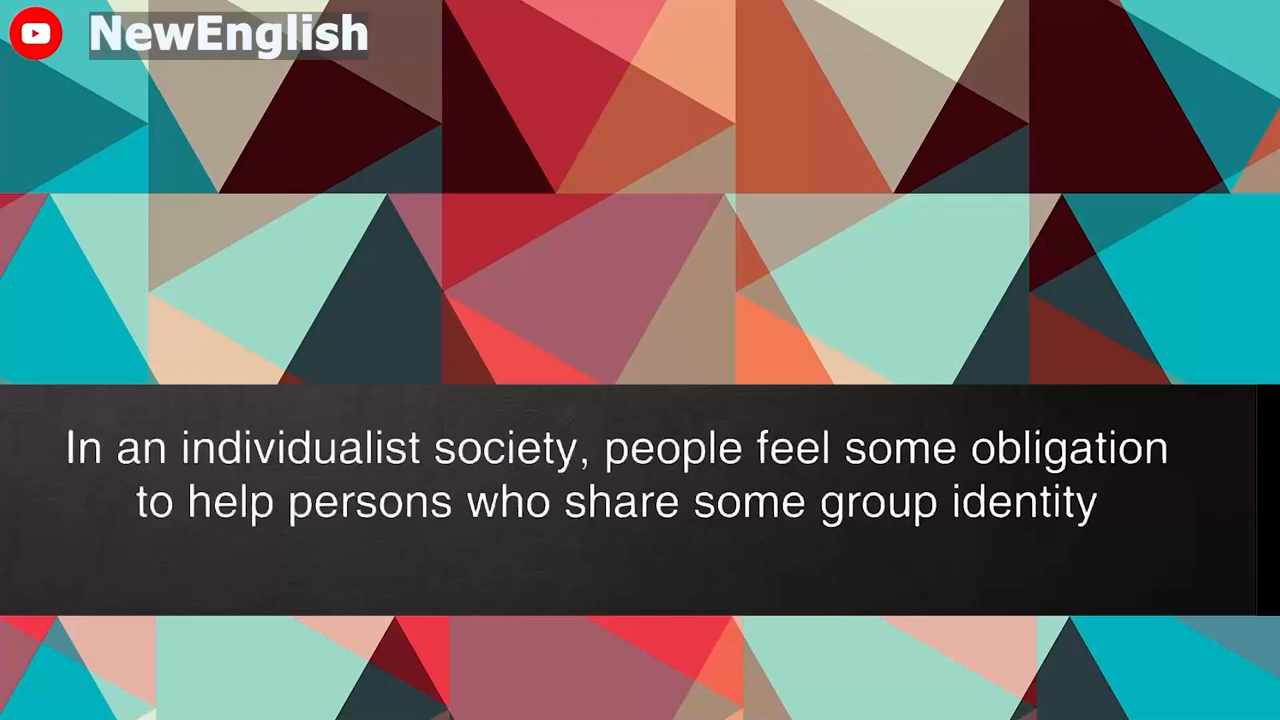 NewEnglish
In an individualist society, people feel some obligation
to help persons who share some group identity